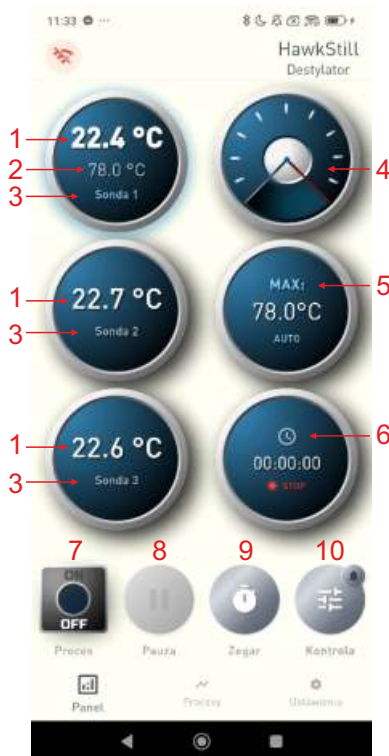 11:33
HawkStill
Destylator
1
22.4 °C
2
78.0 °C
3
Sonda 1
4
1
22.7 °C
3
Sonda 2
5
MAX:
78.0°C
AUTO
1
22.6 °C
3
Sonda 3
6
00:00:00
STOP
7
8
9
10
ON
OFF
Proces
Pauza
Zegar
Kontrola
Panel
Procesy
Ustawienia